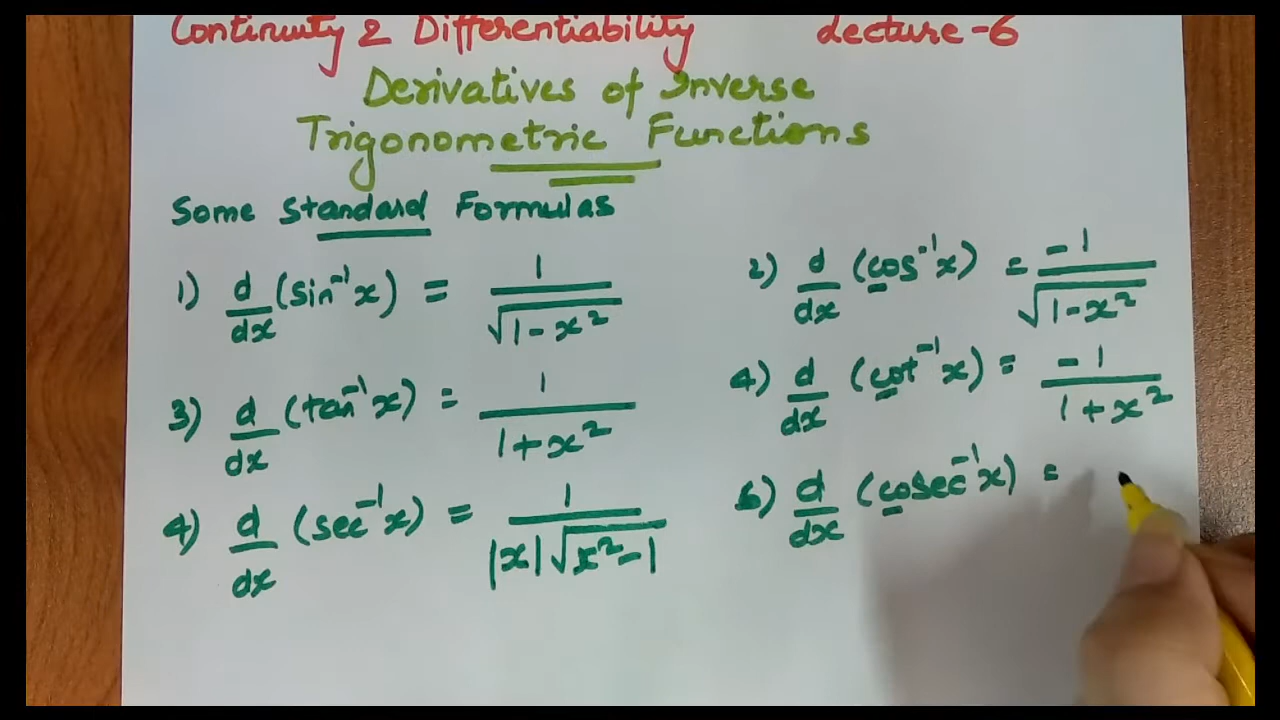 Continuity & Differentiability Lecture-6
Derivatives of Inverse
Trigonometric Functions
Some Standard Formulas
1) d/dx (sin⁻¹x) = 1/√(1-x²)
2) d/dx (cos⁻¹x) = -1/√(1-x²)
3) d/dx (tan⁻¹x) = 1/(1+x²)
4) d/dx (cot⁻¹x) = -1/(1+x²)
4) d/dx (sec⁻¹x) = 1/(|x|√(x²-1))
6) d/dx (cosec⁻¹x) =